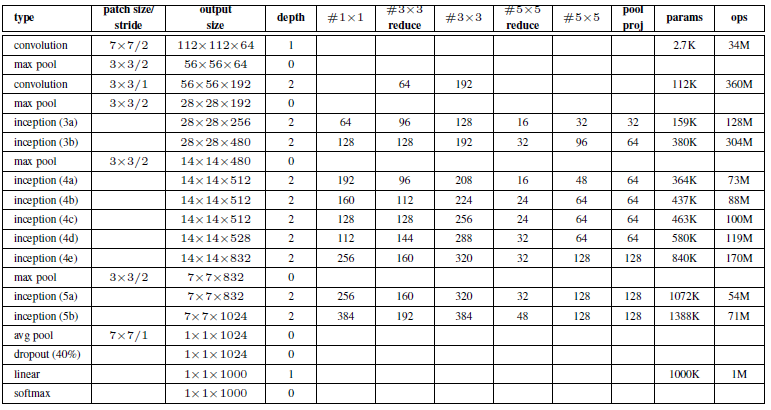 type patch size/ stride output size depth #1×1 #3×3 reduce #3×3 #5×5 reduce #5×5 pool proj params ops
convolution 7×7/2 112×112×64 1 2.7K 34M
max pool 3×3/2 56×56×64 0
convolution 3×3/1 56×56×192 2 64 192 112K 360M
max pool 3×3/2 28×28×192 0
inception (3a) 28×28×256 2 64 96 128 16 32 32 159K 128M
inception (3b) 28×28×480 2 128 128 192 32 96 64 380K 304M
max pool 3×3/2 14×14×480 0
inception (4a) 14×14×512 2 192 96 208 16 48 64 364K 73M
inception (4b) 14×14×512 2 160 112 224 24 64 64 437K 88M
inception (4c) 14×14×512 2 128 128 256 24 64 64 463K 100M
inception (4d) 14×14×528 2 112 144 288 32 64 64 580K 119M
inception (4e) 14×14×832 2 256 160 320 32 128 128 840K 170M
max pool 3×3/2 7×7×832 0
inception (5a) 7×7×832 2 256 160 320 32 128 128 1072K 54M
inception (5b) 7×7×1024 2 384 192 384 48 128 128 1388K 71M
avg pool 7×7/1 1×1×1024 0
dropout (40%) 1×1×1024 0
linear 1×1×1000 1 1000K 1M
softmax 1×1×1000 0